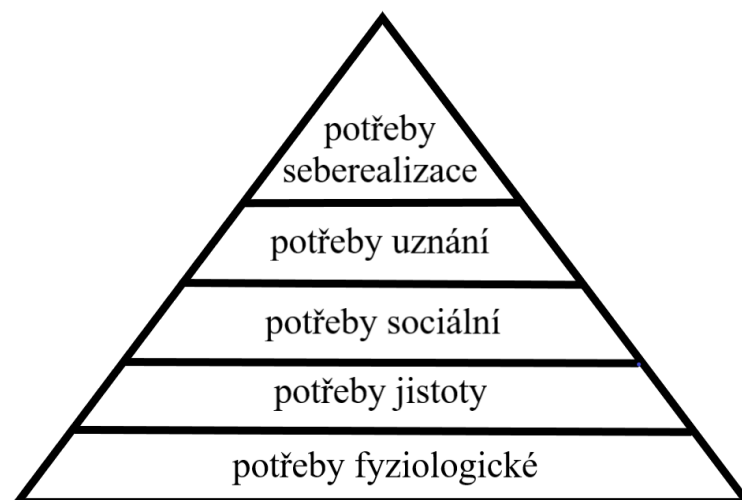 potřeby
seberealizace
potřeby uznání
potřeby sociální
potřeby jistoty
potřeby fyziologické